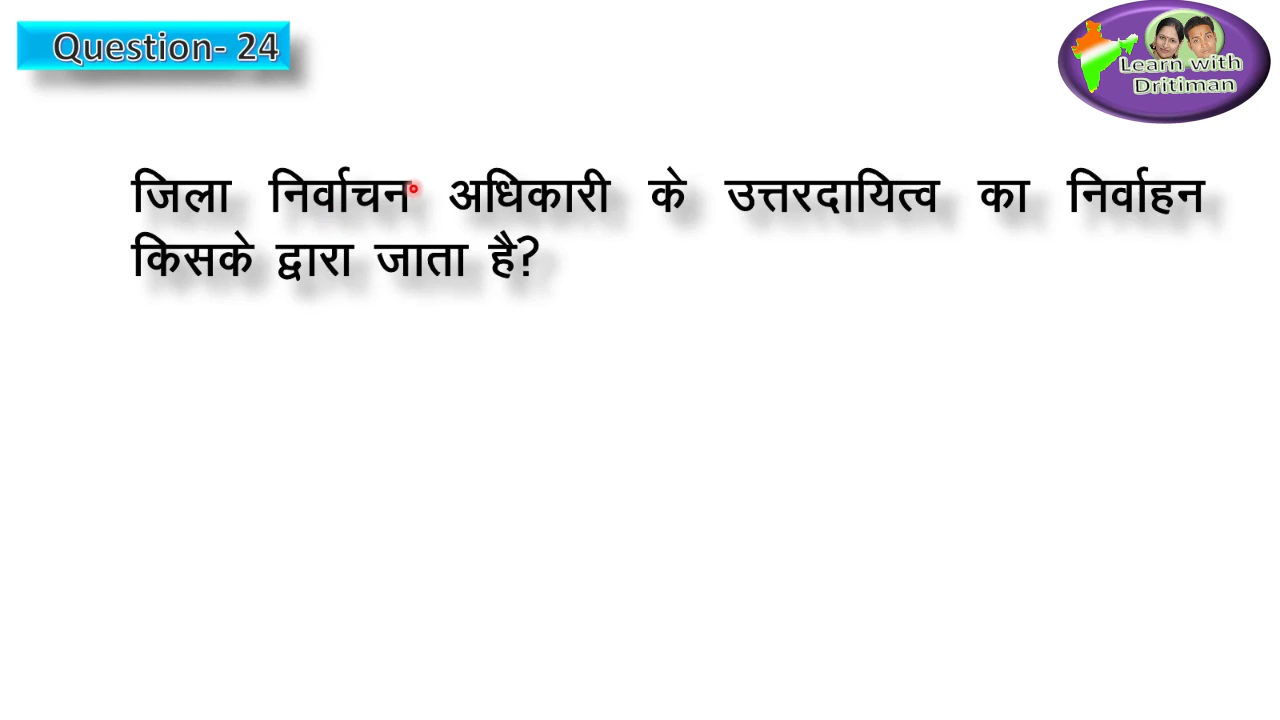 Question- 24
Learn with
Dritiman
जिला निर्वाचन अधिकारी के उत्तरदायित्व का निर्वाहन
किसके द्वारा जाता है?